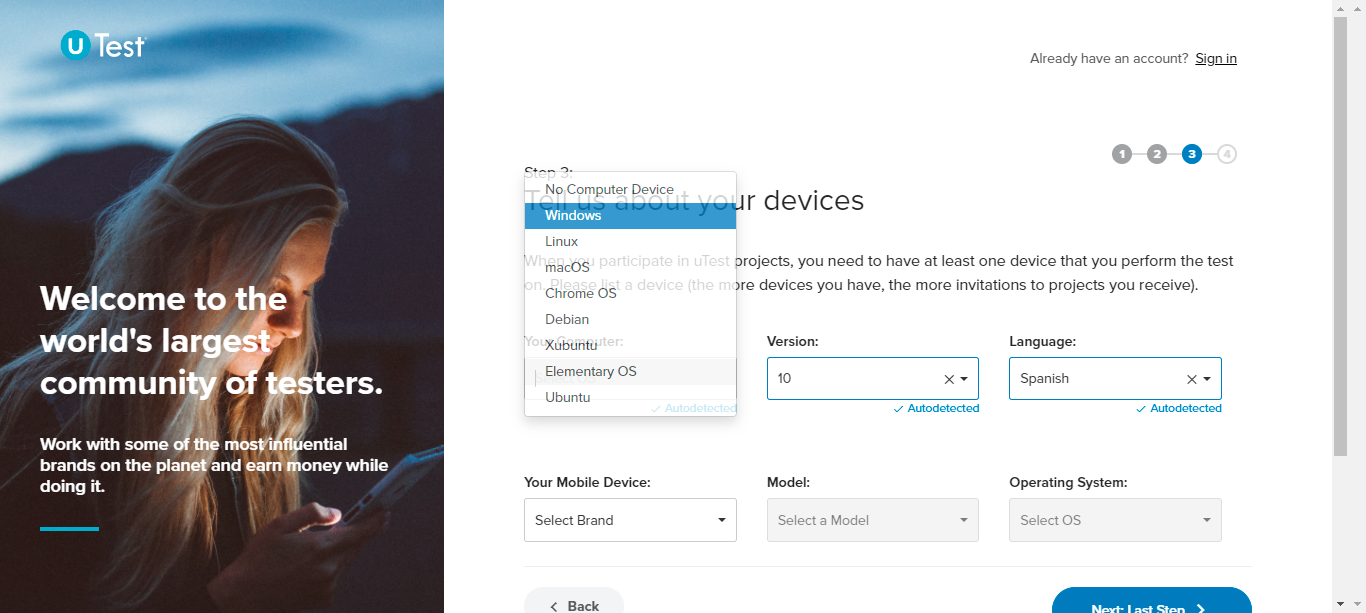 uTest
Already have an account? Sign in
1 2 3 4
Step 3:
Tell us about your devices
When you participate in uTest projects, you need to have at least one device that you perform the test
on. Please list a device (the more devices you have, the more invitations to projects you receive).
Your Computer:
No Computer Device
Windows
Linux
macOS
Chrome OS
Debian
Xubuntu
Elementary OS
Ubuntu
Autodetected
Version:
10
Autodetected
Language:
Spanish
Autodetected
Your Mobile Device:
Select Brand
Model:
Select a Model
Operating System:
Select OS
Back
Next: Last Step
Welcome to the
world's largest
community of testers.
Work with some of the most influential
brands on the planet and earn money while
doing it.